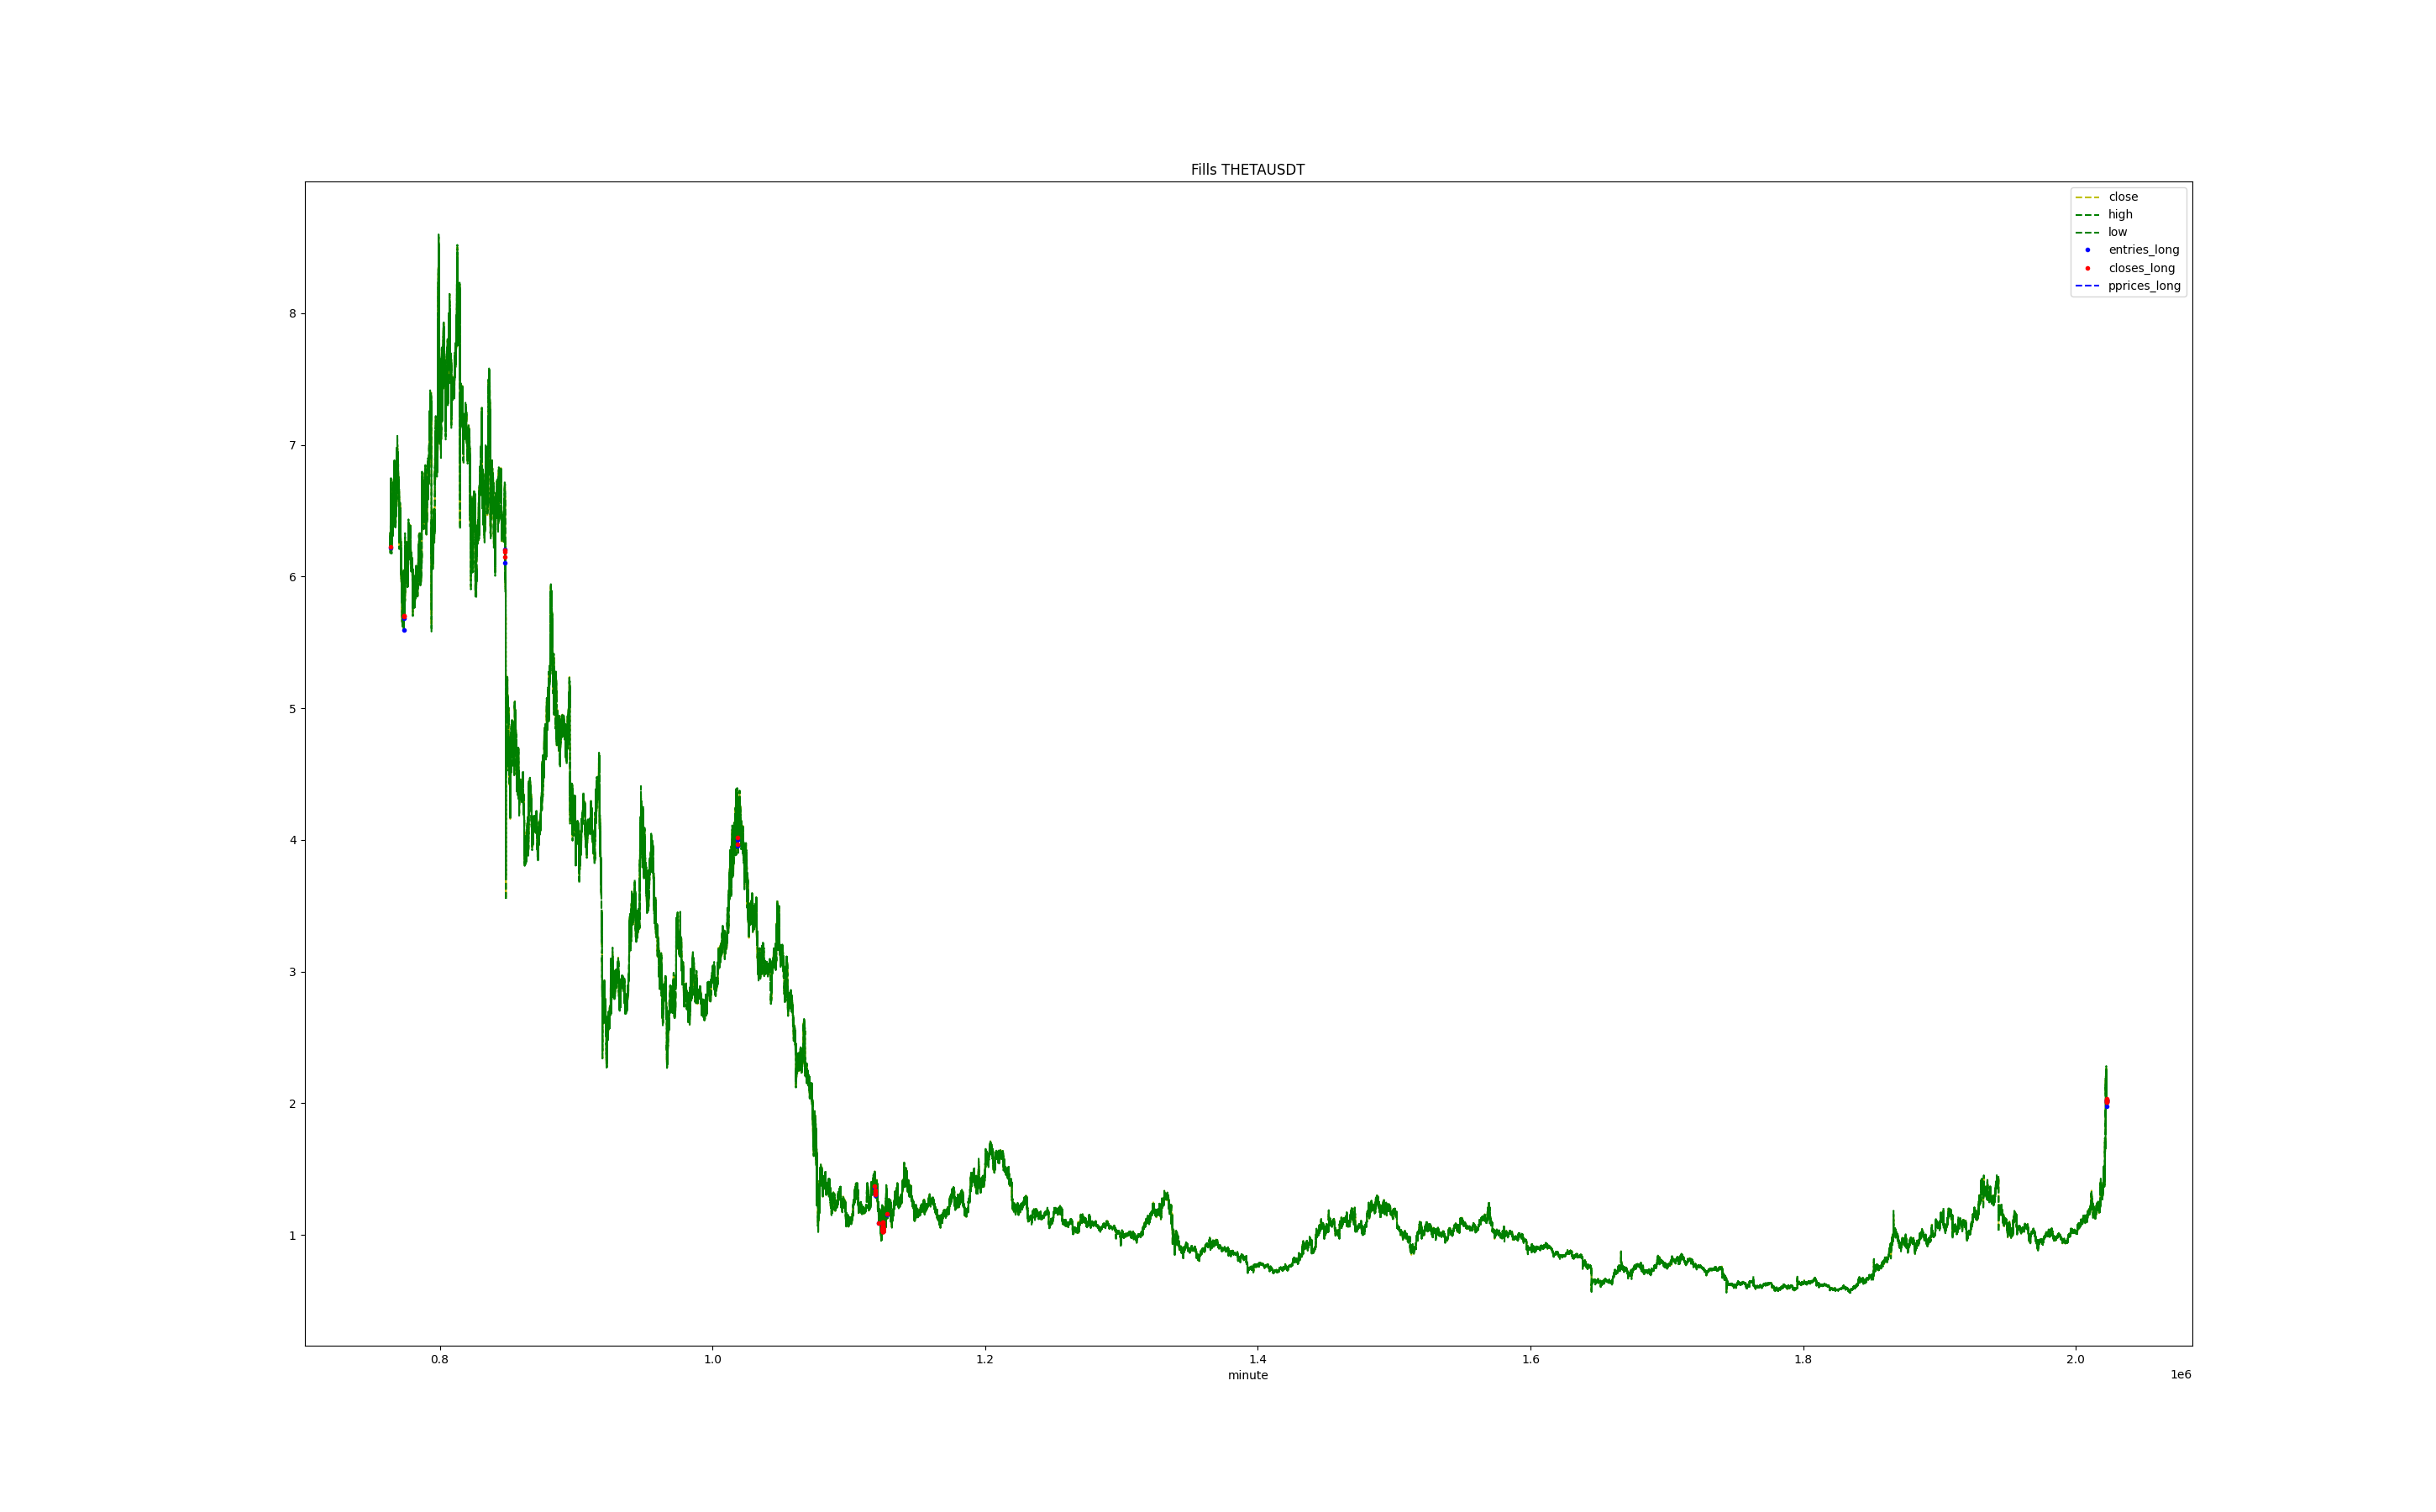 Fills THETAUSDT
close
high
low
entries_long
closes_long
pprices_long
8
7
6
5
4
3
2
1
0.8 1.0 1.2 1.4 1.6 1.8 2.0
minute 1e6